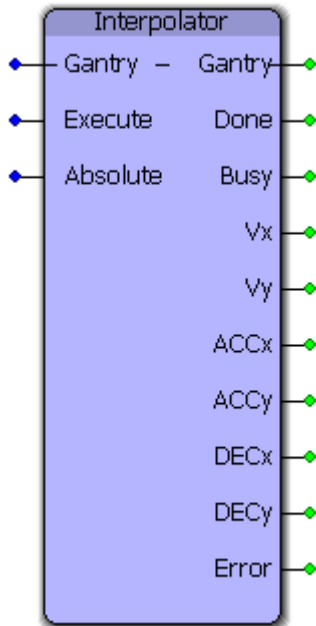 Interpolator
Gantry – Gantry
Execute Done
Absolute Busy
Vx
Vy
ACCx
ACCy
DECx
DECy
Error